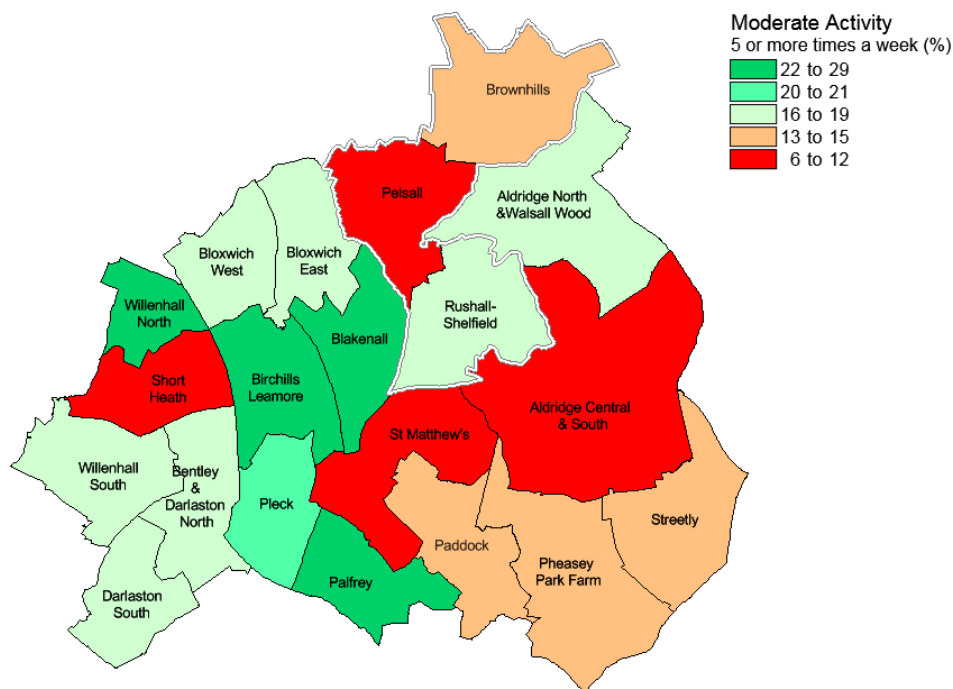 Moderate Activity
5 or more times a week (%)
22 to 29
20 to 21
16 to 19
13 to 15
6 to 12
Brownhills
Pelsall
Aldridge North
&Walsall Wood
Bloxwich
West
Bloxwich
East
Willenhall
North
Rushall-
Shelfield
Blakenall
Short
Heath
Birchills
Leamore
Aldridge Central
& South
St Matthew's
Willenhall
South
Bentley
&
Darlaston
North
Pleck
Streetly
Paddock
Pheasey
Park Farm
Palfrey
Darlaston
South